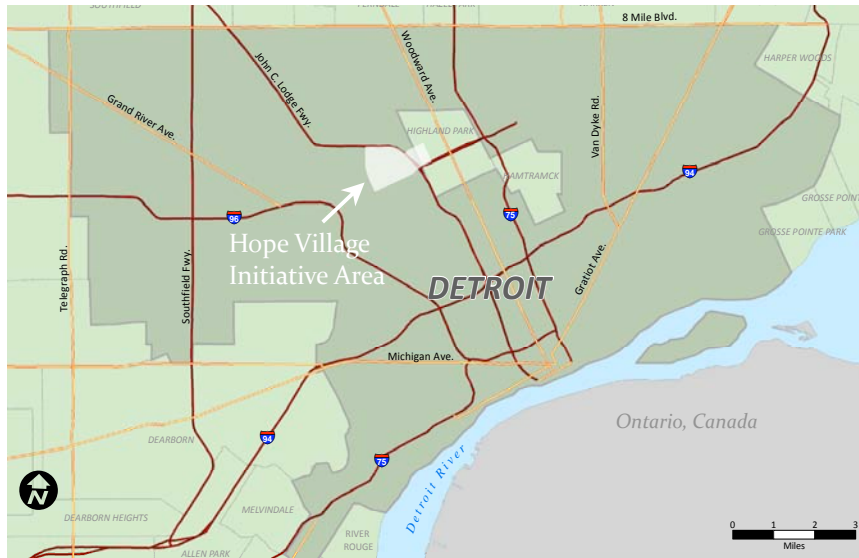 SOUTHFIELD
8 Mile Blvd.
HARPER WOODS
John C. Lodge Fwy.
Woodward Ave.
Grand River Ave.
HIGHLAND PARK
Van Dyke Rd.
HAMTRAMCK
94
GROSSE POINT
96
75
GROSSE POINTE PARK
Hope Village
Initiative Area
Telegraph Rd.
Southfield Fwy.
DETROIT
Gratiot Ave.
Michigan Ave.
Ontario, Canada
DEARBORN
94
75
Detroit River
N
MELVINDALE
DEARBORN HEIGHTS
RIVER
ROUGE
ALLEN PARK
0 1 2 3
Miles